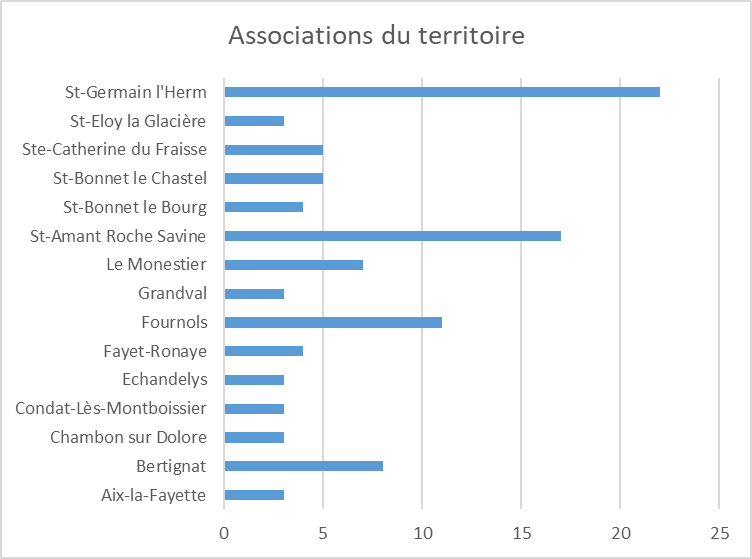 Associations du territoire
St-Germain l'Herm
St-Eloy la Glacière
Ste-Catherine du Fraisse
St-Bonnet le Chastel
St-Bonnet le Bourg
St-Amant Roche Savine
Le Monestier
Grandval
Fournols
Fayet-Ronaye
Echandelys
Condat-Lès-Montboissier
Chambon sur Dolore
Bertignat
Aix-la-Fayette
0 5 10 15 20 25